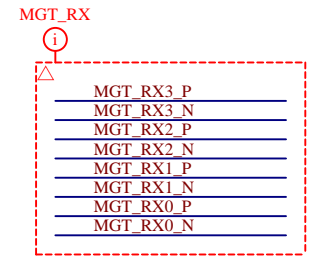 MGT_RX
i
MGT_RX3_P
MGT_RX3_N
MGT_RX2_P
MGT_RX2_N
MGT_RX1_P
MGT_RX1_N
MGT_RX0_P
MGT_RX0_N